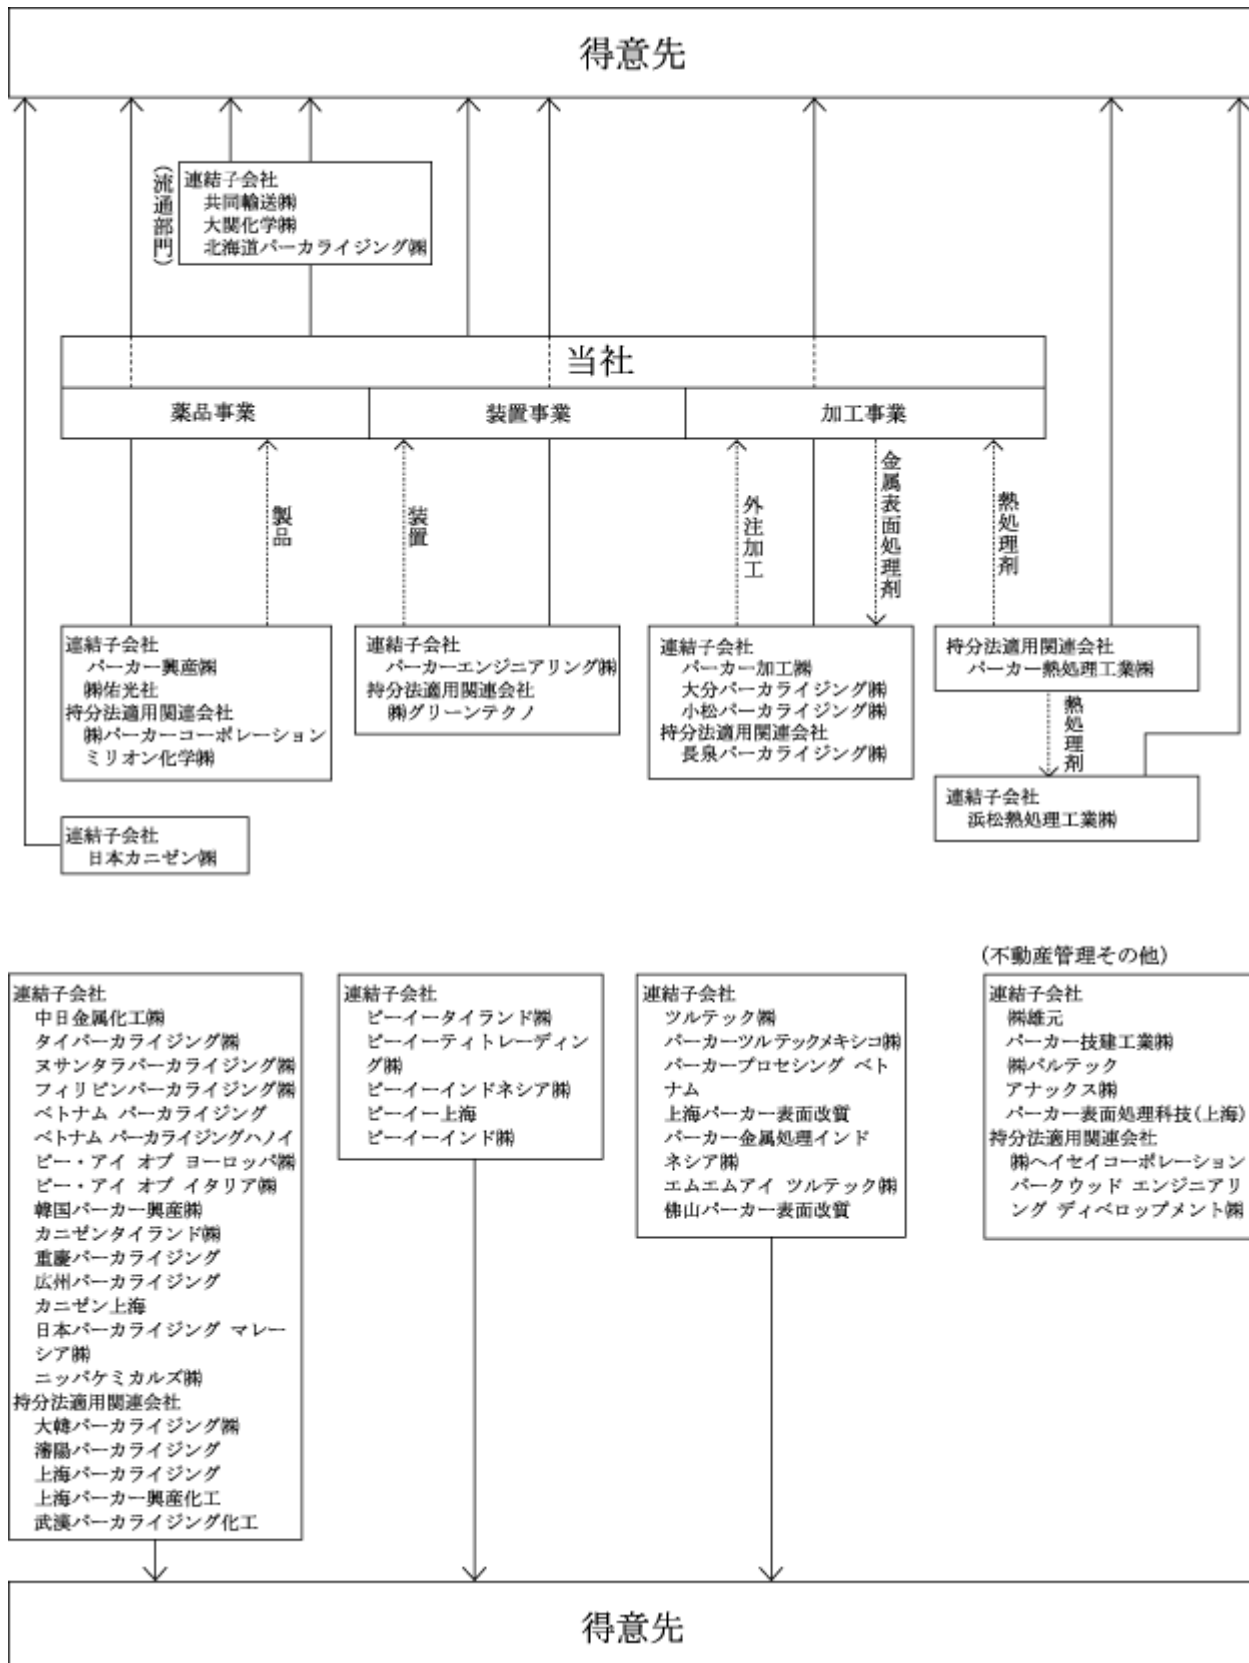 得意先
(流通部門)
連結子会社
共同輸送㈱
大関化学㈱
北海道パーカライジング㈱
当社
薬品事業
装置事業
加工事業
製品
装置
外注加工
金属表面処理剤
熱処理剤
連結子会社
パーカー興産㈱
㈱佑光社
持分法適用関連会社
㈱パーカーコーポレーション
ミリオン化学㈱
連結子会社
パーカーエンジニアリング㈱
持分法適用関連会社
㈱グリーンテクノ
連結子会社
パーカー加工㈱
大分パーカライジング㈱
小松パーカライジング㈱
持分法適用関連会社
長泉パーカライジング㈱
持分法適用関連会社
パーカー熱処理工業㈱
熱処理剤
連結子会社
浜松熱処理工業㈱
連結子会社
日本カニゼン㈱
連結子会社
中日金属化工㈱
タイパーカライジング㈱
ヌサンタラパーカライジング㈱
フィリピンパーカライジング㈱
ベトナム パーカライジング
ベトナム パーカライジングハノイ
ピー・アイ オブ ヨーロッパ㈱
ピー・アイ オブ イタリア㈱
韓国パーカー興産㈱
カニゼンタイランド㈱
重慶パーカライジング
広州パーカライジング
カニゼン上海
日本パーカライジング マレー
シア㈱
ニッパケミカルズ㈱
持分法適用関連会社
大韓パーカライジング㈱
瀋陽パーカライジング
上海パーカライジング
上海パーカー興産化工
武漢パーカライジング化工
連結子会社
ピーイータイランド㈱
ピーイーティトレーディン
グ㈱
ピーイーインドネシア㈱
ピーイー上海
ピーイーインド㈱
連結子会社
ツルテック㈱
パーカーツルテックメキシコ㈱
パーカープロセシング ベト
ナム
上海パーカー表面改質
パーカー金属処理インド
ネシア㈱
エムエムアイ ツルテック㈱
佛山パーカー表面改質
(不動産管理その他)
連結子会社
㈱雄元
パーカー技建工業㈱
㈱パルテック
アナックス㈱
パーカー表面処理科技(上海)
持分法適用関連会社
㈱ヘイセイコーポレーション
パークウッド エンジニアリ
ング ディベロップメント㈱
得意先